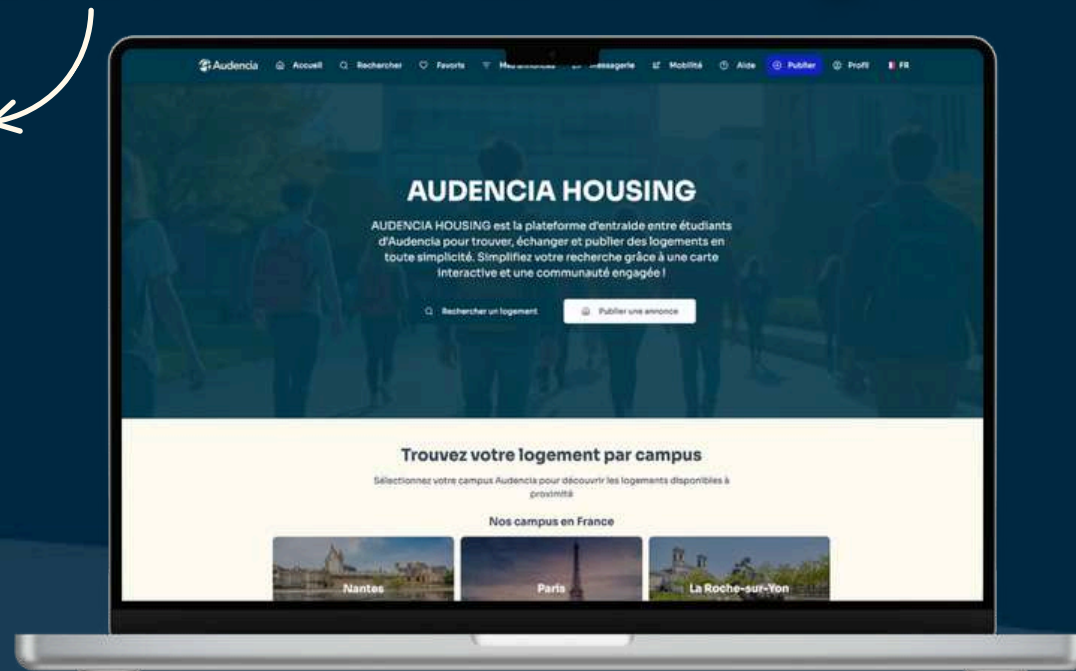 Audencia Accueil Rechercher Favoris Mes annonces Messagerie Mobilité Aide Publier Profil FR
AUDENCIA HOUSING
AUDENCIA HOUSING est la plateforme d'entraide entre étudiants
d'Audencia pour trouver, échanger et publier des logements en
toute simplicité. Simplifiez votre recherche grâce à une carte
interactive et une communauté engagée !
Rechercher un logement Publier une annonce
Trouvez votre logement par campus
Sélectionnez votre campus Audencia pour découvrir les logements disponibles à
proximité
Nos campus en France
Nantes Paris La Roche-sur-Yon